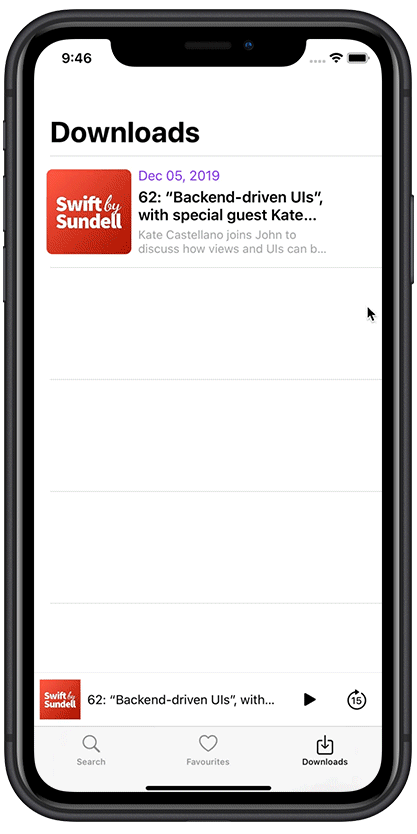 9:46
Downloads
Dec 05, 2019
Swift by
Sundell
62: “Backend-driven UIs”,
with special guest Kate...
Kate Castellano joins John to
discuss how views and UIs can b...
Swift by
Sundell
62: “Backend-driven UIs”, with...
15
Search
Favourites
Downloads